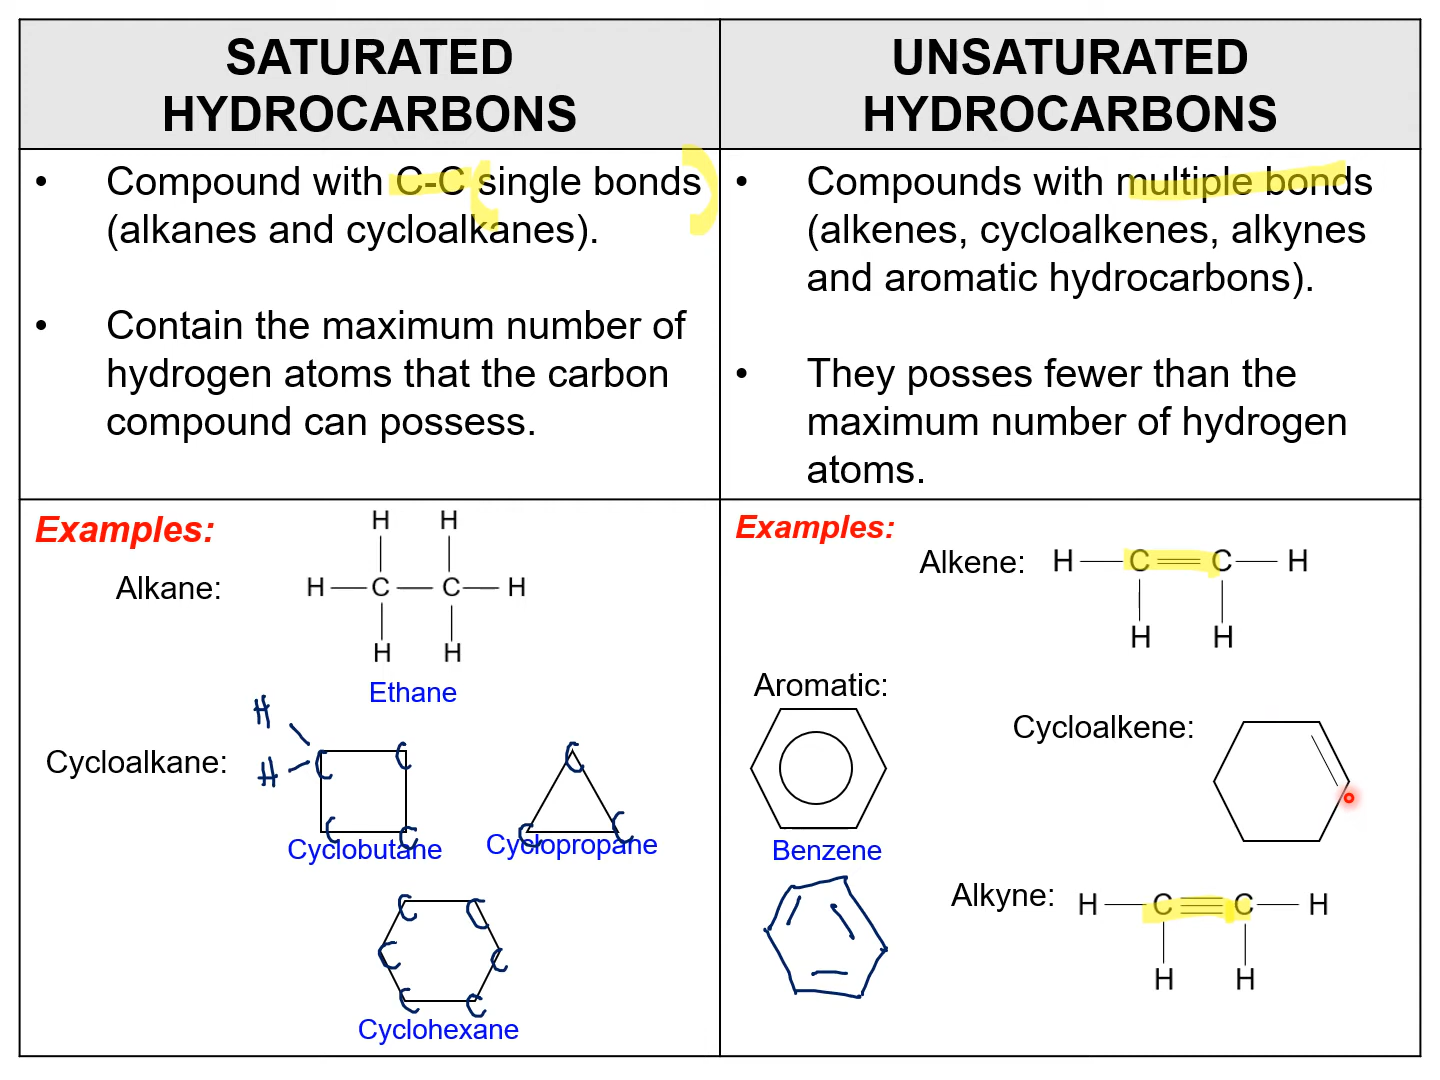 SATURATED
HYDROCARBONS
UNSATURATED
HYDROCARBONS
• Compound with C-C single bonds
(alkanes and cycloalkanes).
• Contain the maximum number of
hydrogen atoms that the carbon
compound can possess.
• Compounds with multiple bonds
(alkenes, cycloalkenes, alkynes
and aromatic hydrocarbons).
• They posses fewer than the
maximum number of hydrogen
atoms.
Examples:
Alkane:
H H
H C C H
H H
Ethane
Cycloalkane:
H
H C C
C C
Cyclobutane
C
C C
Cyclopropane
C C
C C
C C
Cyclohexane
Examples:
Alkene:
H C C H
H H
Aromatic:
Benzene
Cycloalkene:
Alkyne:
H C C H
H H